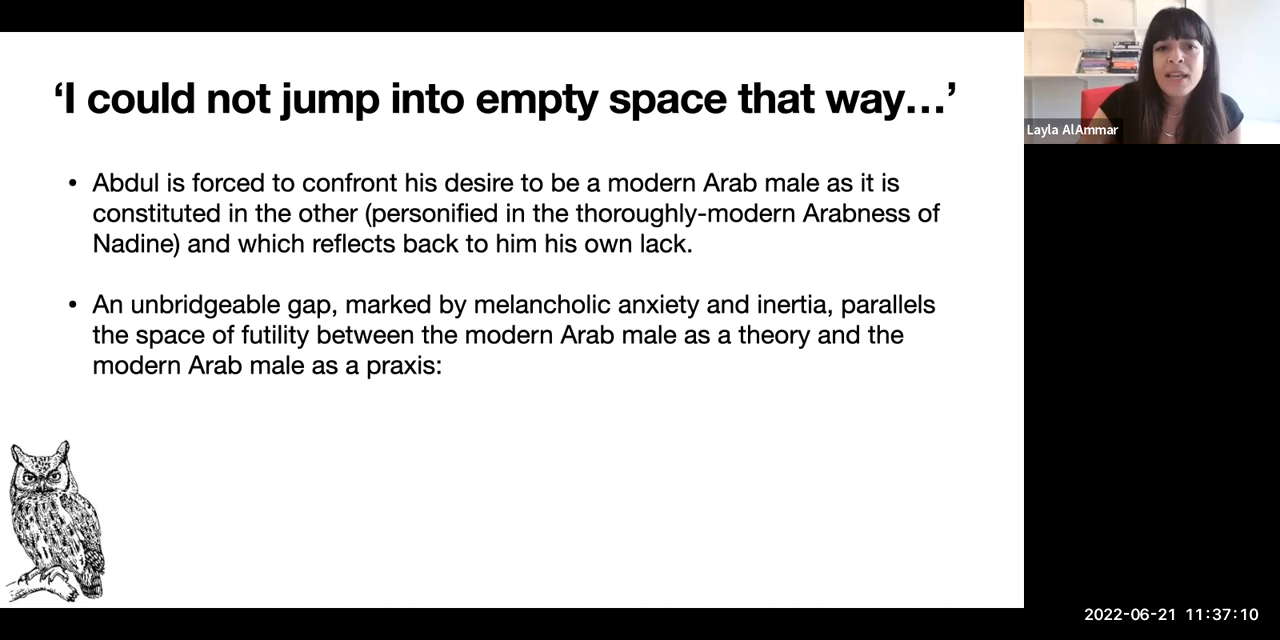 ‘I could not jump into empty space that way…’
• Abdul is forced to confront his desire to be a modern Arab male as it is
constituted in the other (personified in the thoroughly-modern Arabness of
Nadine) and which reflects back to him his own lack.
• An unbridgeable gap, marked by melancholic anxiety and inertia, parallels
the space of futility between the modern Arab male as a theory and the
modern Arab male as a praxis:
Layla AlAmmar
2022-06-21 11:37:10